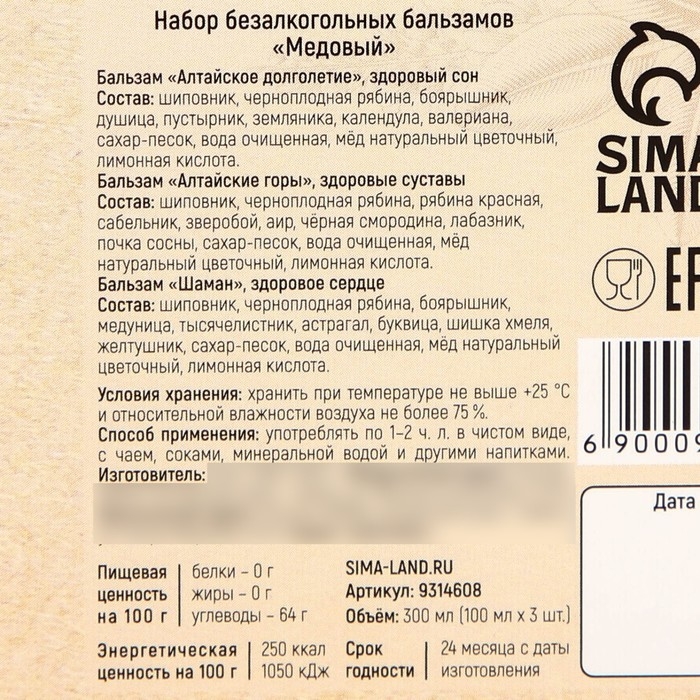 Набор безалкогольных бальзамов
«Медовый»
Бальзам «Алтайское долголетие», здоровый сон
Состав: шиповник, черноплодная рябина, боярышник,
душица, пустырник, земляника, календула, валериана,
сахар-песок, вода очищенная, мёд натуральный цветочный,
лимонная кислота.
Бальзам «Алтайские горы», здоровые суставы
Состав: шиповник, черноплодная рябина, рябина красная,
сабельник, зверобой, аир, чёрная смородина, лабазник,
почка сосны, сахар-песок, вода очищенная, мёд
натуральный цветочный, лимонная кислота.
Бальзам «Шаман», здоровое сердце
Состав: шиповник, черноплодная рябина, боярышник,
медуница, тысячелистник, астрагал, буквица, шишка хмеля,
желтушник, сахар-песок, вода очищенная, мёд натуральный
цветочный, лимонная кислота.
Условия хранения: хранить при температуре не выше +25 °C
и относительной влажности воздуха не более 75 %.
Способ применения: употреблять по 1–2 ч. л. в чистом виде,
с чаем, соками, минеральной водой и другими напитками.
Изготовитель:
Пищевая
ценность
на 100 г
белки – 0 г
жиры – 0 г
углеводы – 64 г
SIMA-LAND.RU
Артикул: 9314608
Объём: 300 мл (100 мл х 3 шт.)
Энергетическая
ценность на 100 г
250 ккал
1050 кДж
Срок
годности
24 месяца с даты
изготовления
SIMA
LAND
6 90009
Дата